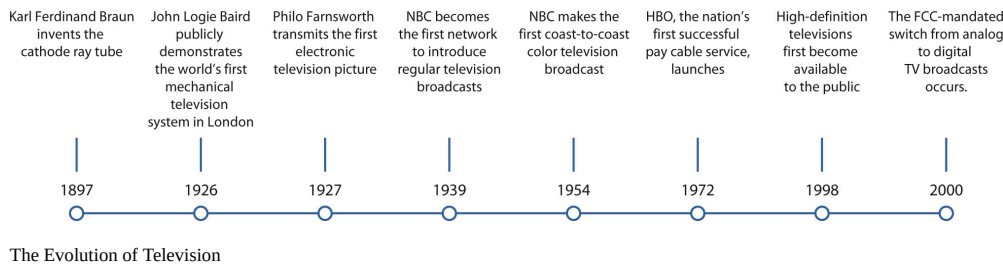 Karl Ferdinand Braun
invents the
cathode ray tube
John Logie Baird
publicly
demonstrates
the world's first
mechanical
television
system in London
Philo Farnsworth
transmits the first
electronic
television picture
NBC becomes
the first network
to introduce
regular television
broadcasts
NBC makes the
first coast-to-coast
color television
broadcast
HBO, the nation's
first successful
pay cable service,
launches
High-definition
televisions
first become
available
to the public
The FCC-mandated
switch from analog
to digital
TV broadcasts
occurs.
1897
1926
1927
1939
1954
1972
1998
2000
The Evolution of Television